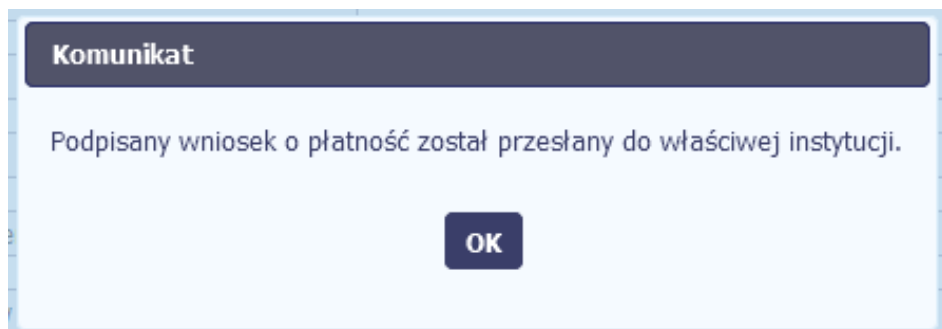 Komunikat
Podpisany wniosek o płatność został przesłany do właściwej instytucji.
OK